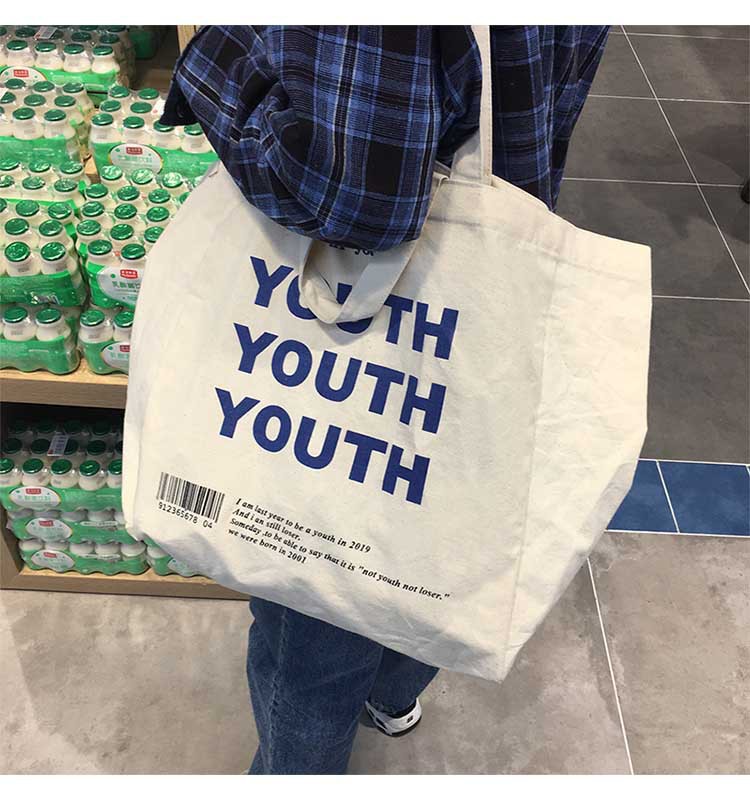 YOUTH
YOUTH
YOUTH
912365678 04
I am last year to be a youth in 2019
And i an still loser.
Someday ,to be able to say that it is "not youth not loser."
we were born in 2001